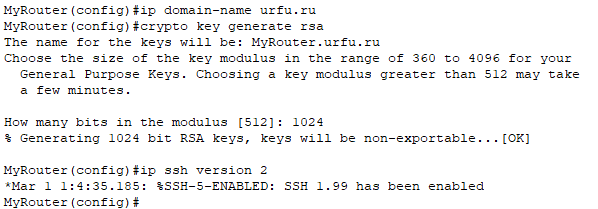 MyRouter(config)#ip domain-name urfu.ru
MyRouter(config)#crypto key generate rsa
The name for the keys will be: MyRouter.urfu.ru
Choose the size of the key modulus in the range of 360 to 4096 for your
  General Purpose Keys. Choosing a key modulus greater than 512 may take
  a few minutes.

How many bits in the modulus [512]: 1024
% Generating 1024 bit RSA keys, keys will be non-exportable...[OK]

MyRouter(config)#ip ssh version 2
*Mar 1 1:4:35.185: %SSH-5-ENABLED: SSH 1.99 has been enabled
MyRouter(config)#